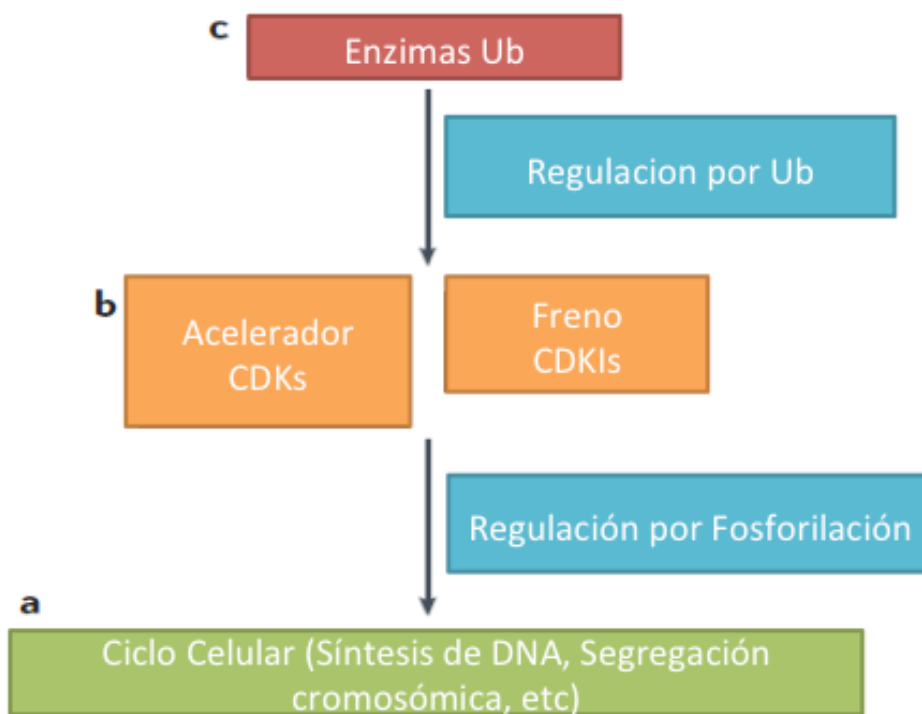 c
Enzimas Ub
Regulacion por Ub
b
Acelerador
CDKs
Freno
CDKIs
Regulación por Fosforilación
a
Ciclo Celular (Síntesis de DNA, Segregación
cromosómica, etc)